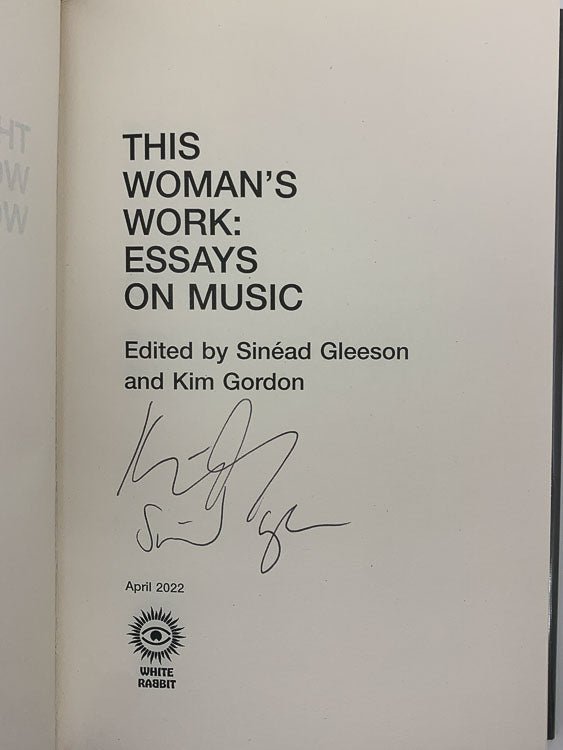 THIS
WOMAN'S
WORK:
ESSAYS
ON MUSIC
Edited by Sinéad Gleeson
and Kim Gordon
April 2022
WHITE
RABBIT